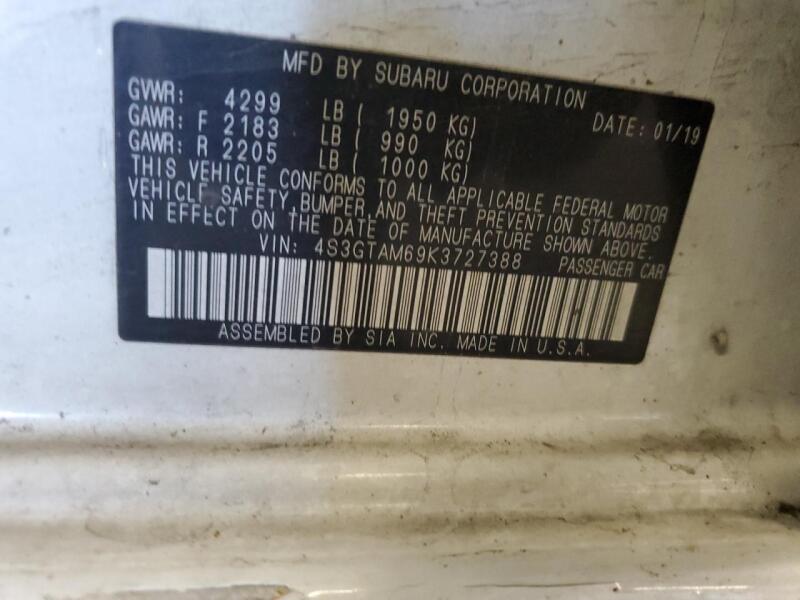 MFD BY SUBARU CORPORATION
GVWR: 4299 LB ( 1950 KG) DATE: 01/19
GAWR: F 2183 LB ( 990 KG)
GAWR: R 2205 LB ( 1000 KG)
THIS VEHICLE CONFORMS TO ALL APPLICABLE FEDERAL MOTOR
VEHICLE SAFETY,BUMPER,AND THEFT PREVENTION STANDARDS
IN EFFECT ON THE DATE OF MANUFACTURE SHOWN ABOVE.
VIN: 4S3GTAM69K3727388 PASSENGER CAR
ASSEMBLED BY SIA INC. MADE IN U.S.A.